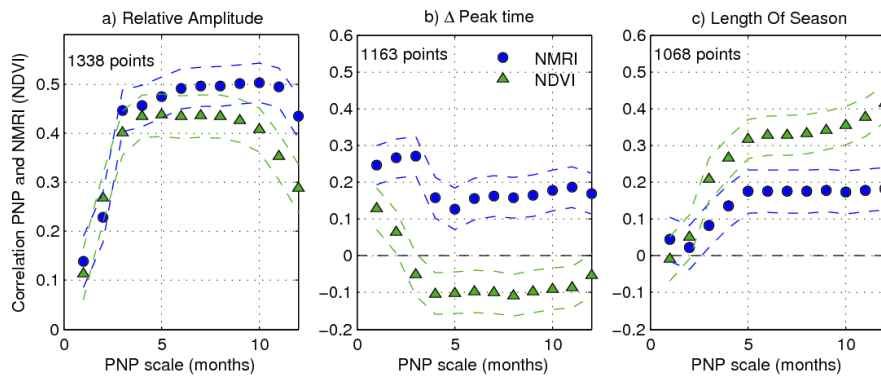 a) Relative Amplitude
b) Δ Peak time
c) Length Of Season
Correlation PNP and NMRI (NDVI)
1338 points
0.5
0.4
0.3
0.2
0.1
0
0
5
10
PNP scale (months)
1163 points
NMRI
NDVI
0.6
0.5
0.4
0.3
0.2
0.1
0
−0.1
−0.2
0
5
10
PNP scale (months)
1068 points
0.6
0.5
0.4
0.3
0.2
0.1
0
−0.1
−0.2
0
5
10
PNP scale (months)